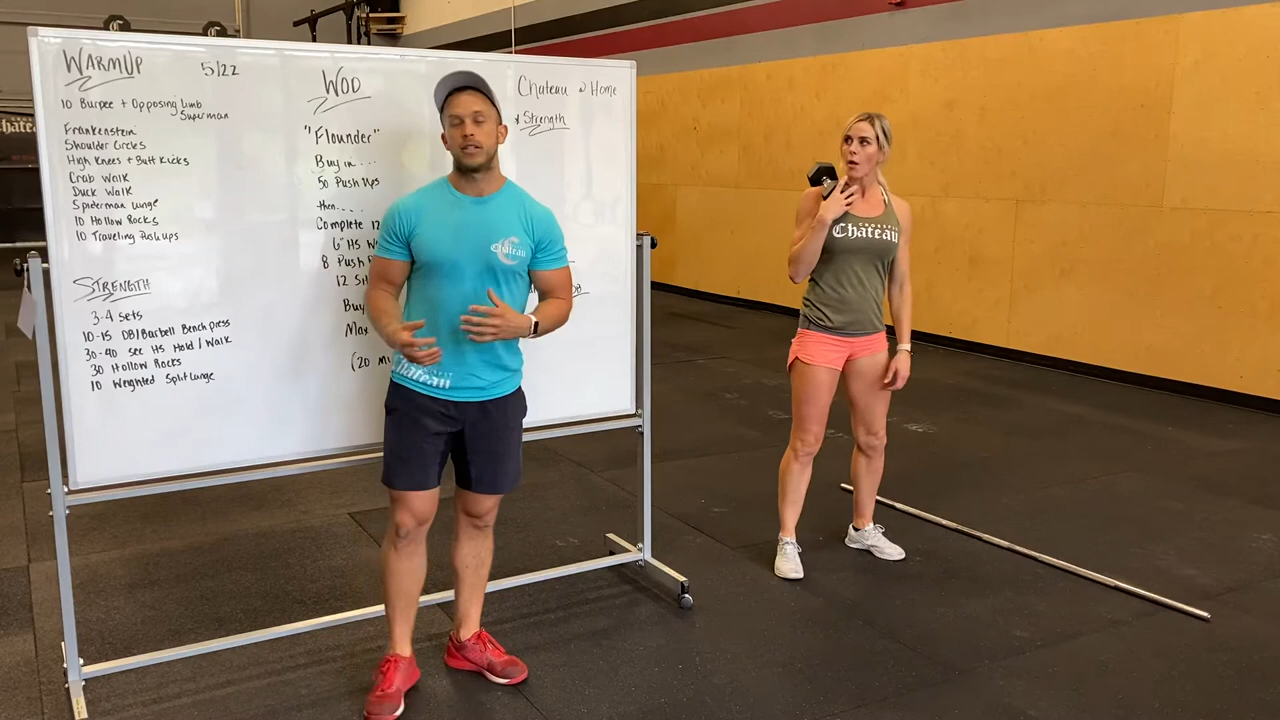 WarmUp 5/22
10 Burpee + Opposing limb
Superman
Frankenstein
Shoulder Circles
High Knees + Butt Kicks
Crab Walk
Duck Walk
Spiderman lunge
10 Hollow Rocks
10 Traveling Push ups
Strength
3-4 sets
10-15 DB/Barbell Bench press
30-40 sec HS Hold / Walk
30 Hollow Rocks
10 Weighted Split lunge
WOD
"Flounder"
Buy in ...
50 Push Ups
then....
Complete 12
6" HS
8 Push
12
Buy
Max
(20
Chateau @ Home
* Strength
Chateau
Chateau
CROSSFIT
Chateau